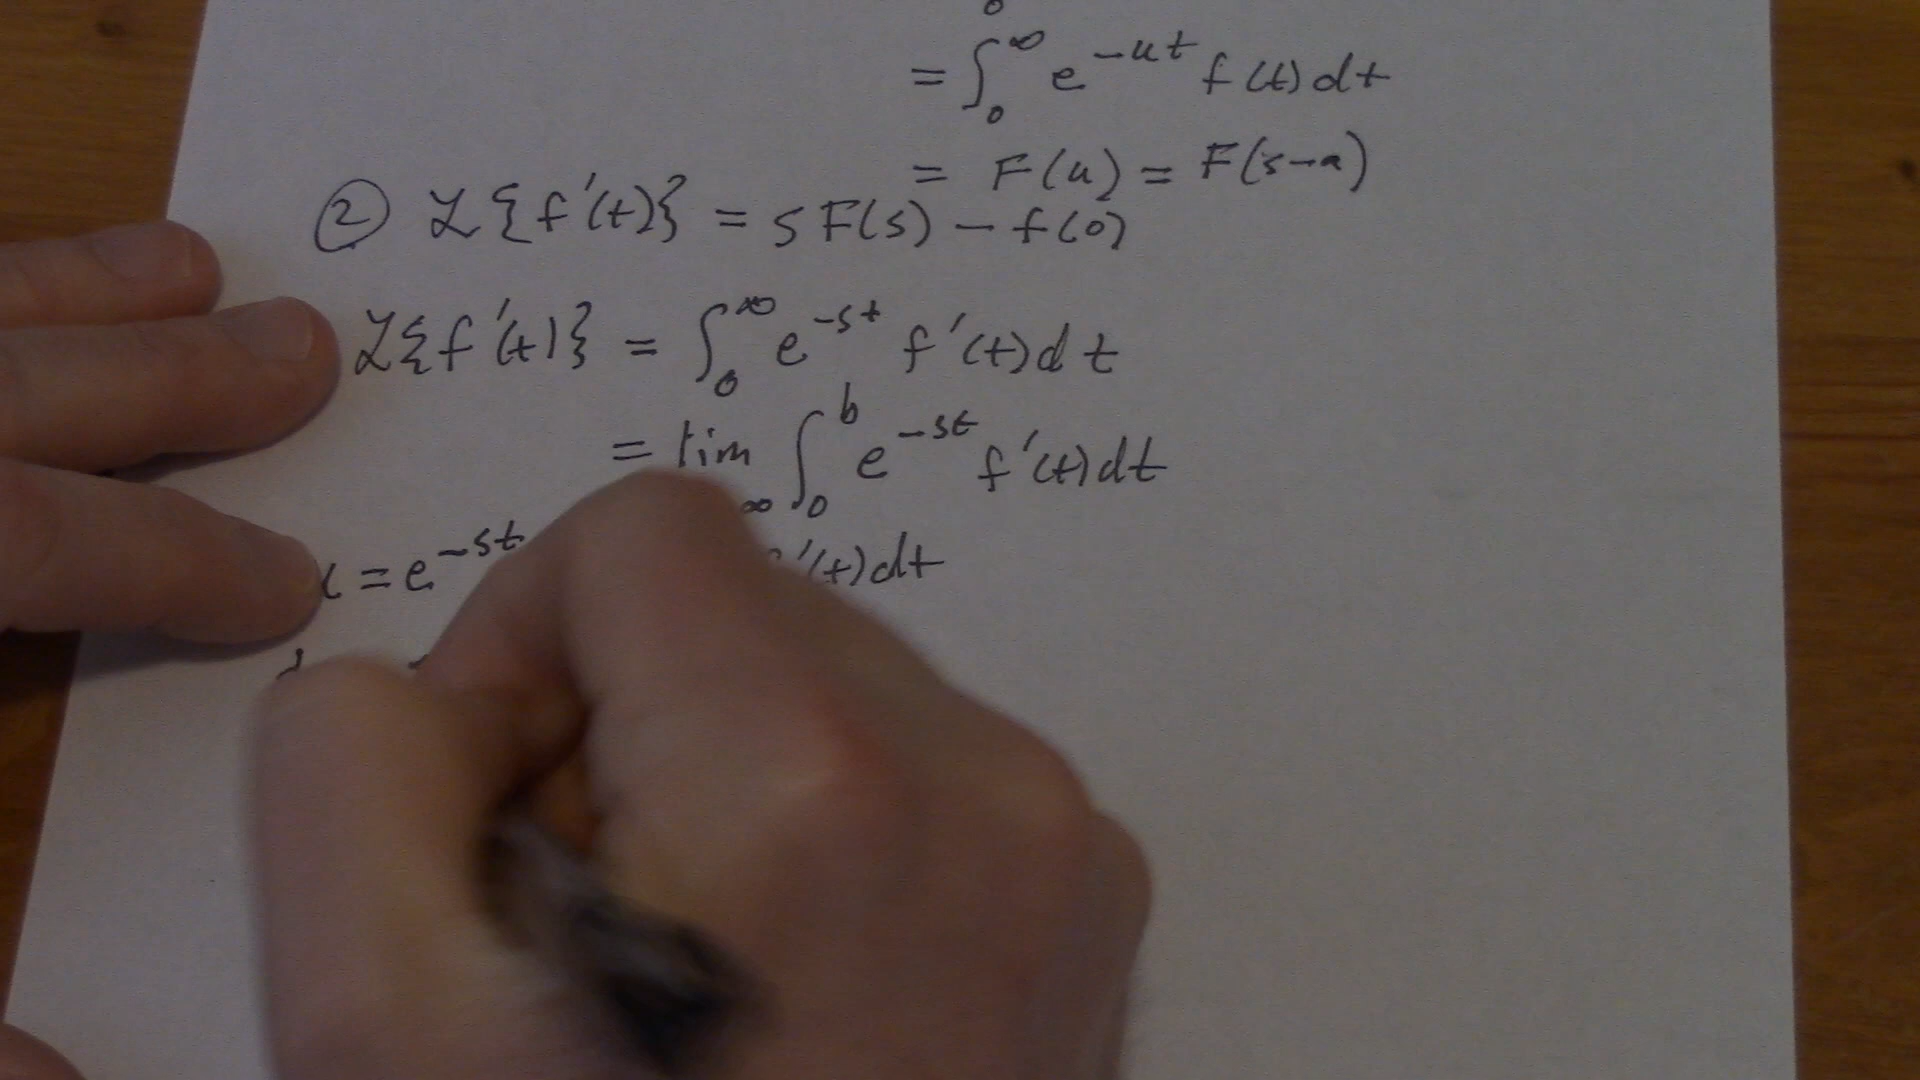 = ∫₀^∞ e^{-ut} f(t)dt
= F(u) = F(s-a)
② ℒ{f'(t)} = sF(s) - f(0)
ℒ{f'(t)} = ∫₀^∞ e^{-st} f'(t)dt
= lim ∞ ∫₀^b e^{-st} f'(t)dt
= e^{-st} '(t)dt